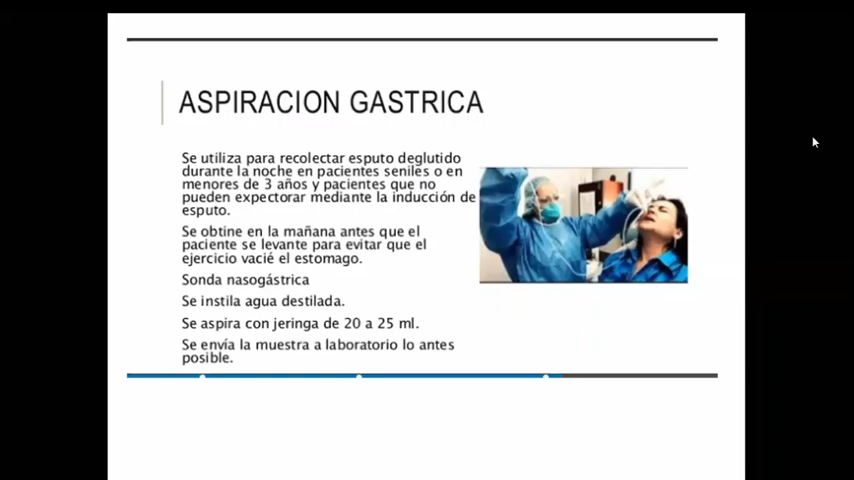 ASPIRACION GASTRICA
Se utiliza para recolectar esputo deglutido
durante la noche en pacientes seniles o en
menores de 3 años y pacientes que no
pueden expectorar mediante la inducción de
esputo.
Se obtine en la mañana antes que el
paciente se levante para evitar que el
ejercicio vacié el estomago.
Sonda nasogástrica
Se instila agua destilada.
Se aspira con jeringa de 20 a 25 ml.
Se envía la muestra a laboratorio lo antes
posible.